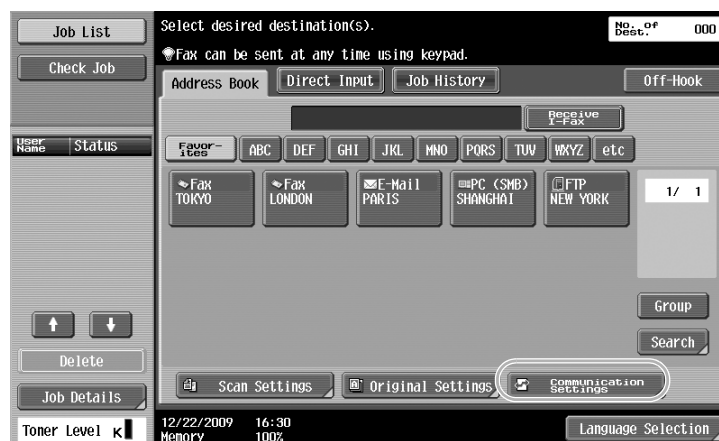 Job List
Check Job
User Name
Status
Delete
Job Details
Toner Level K
Select desired destination(s).
Fax can be sent at any time using keypad.
No. of Dest.
000
Address Book
Direct Input
Job History
Off-Hook
Receive I-Fax
Favor-ites
ABC
DEF
GHI
JKL
MNO
PQRS
TUV
WXYZ
etc
Fax
TOKYO
Fax
LONDON
E-Mail
PARIS
PC (SMB)
SHANGHAI
FTP
NEW YORK
1/ 1
Group
Search
Scan Settings
Original Settings
Communication Settings
12/22/2009 16:30
Memory 100%
Language Selection